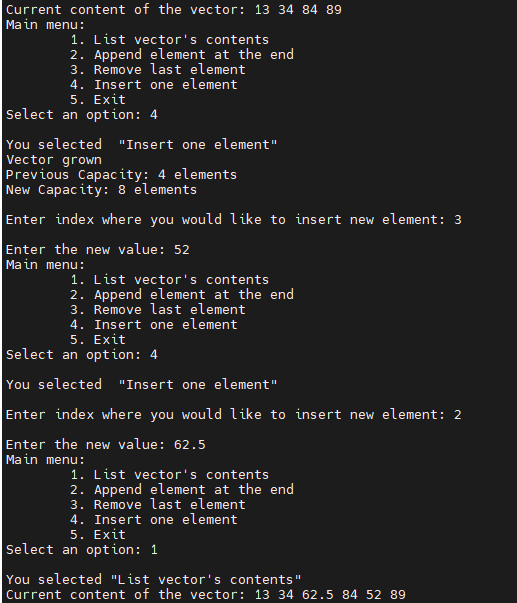 Current content of the vector: 13 34 84 89
Main menu:
1. List vector's contents
2. Append element at the end
3. Remove last element
4. Insert one element
5. Exit
Select an option: 4
You selected  "Insert one element"
Vector grown
Previous Capacity: 4 elements
New Capacity: 8 elements
Enter index where you would like to insert new element: 3
Enter the new value: 52
Main menu:
1. List vector's contents
2. Append element at the end
3. Remove last element
4. Insert one element
5. Exit
Select an option: 4
You selected  "Insert one element"
Enter index where you would like to insert new element: 2
Enter the new value: 62.5
Main menu:
1. List vector's contents
2. Append element at the end
3. Remove last element
4. Insert one element
5. Exit
Select an option: 1
You selected "List vector's contents"
Current content of the vector: 13 34 62.5 84 52 89